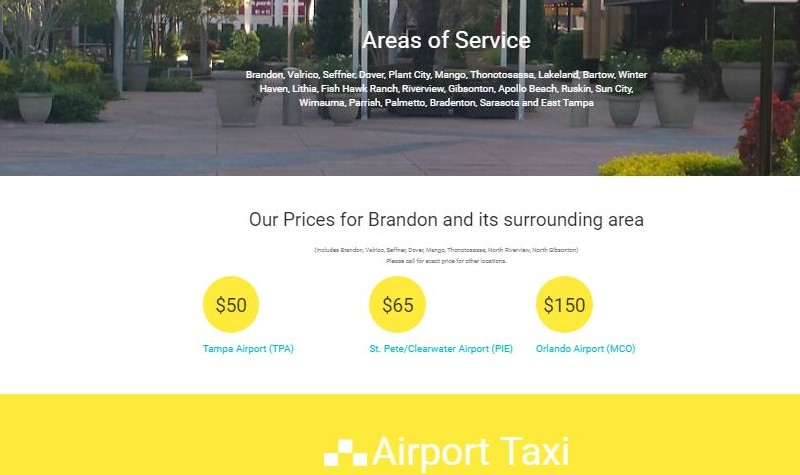 Areas of Service
Brandon, Valrico, Seffner, Dover, Plant City, Mango, Thonotosassa, Lakeland, Bartow, Winter
Haven, Lithia, Fish Hawk Ranch, Riverview, Gibsonton, Apollo Beach, Ruskin, Sun City,
Wimauma, Parrish, Palmetto, Bradenton, Sarasota and East Tampa
Our Prices for Brandon and its surrounding area
(Includes Brandon, Valrico, Seffner, Dover, Mango, Thonotosassa, North Riverview, North Gibsonton)
Please call for exact price for other locations.
$50 $65 $150
Tampa Airport (TPA) St. Pete/Clearwater Airport (PIE) Orlando Airport (MCO)
Airport Taxi